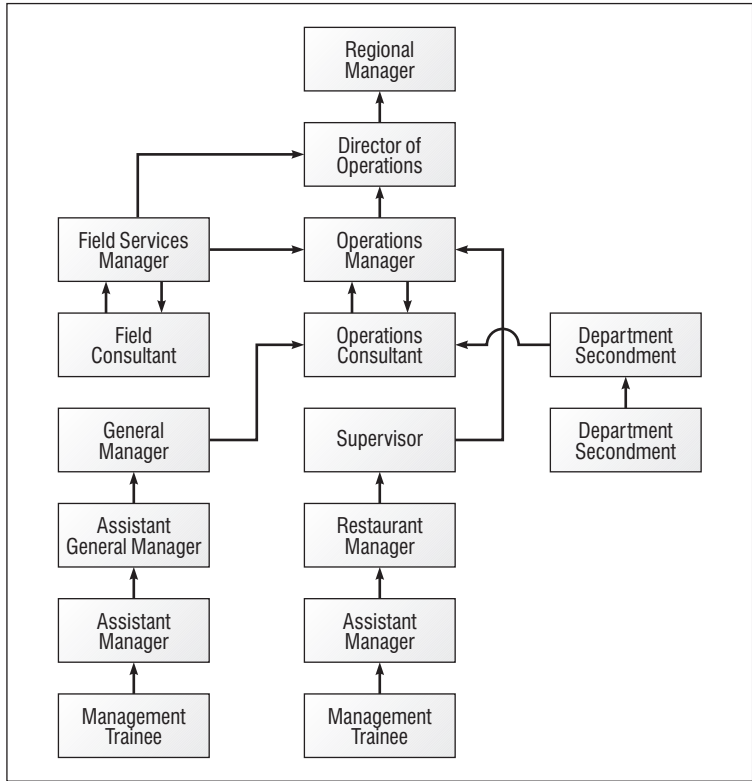 Regional
Manager
Director of
Operations
Field Services
Manager
Operations
Manager
Field
Consultant
Operations
Consultant
Department
Secondment
General
Manager
Supervisor
Department
Secondment
Assistant
General Manager
Restaurant
Manager
Assistant
Manager
Assistant
Manager
Management
Trainee
Management
Trainee